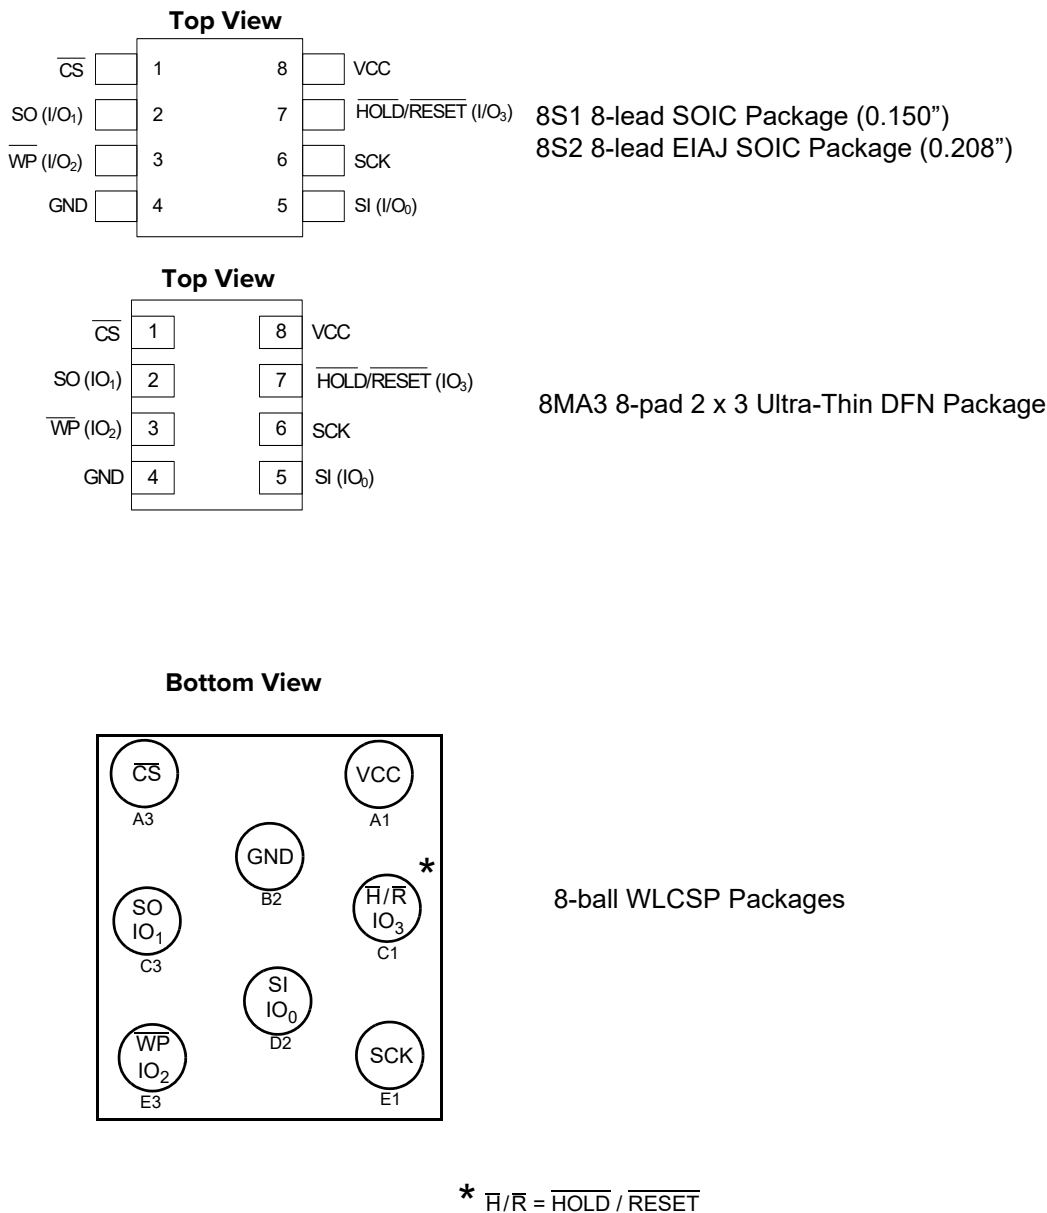 Top View
CS 1 8 VCC
SO (I/O₁) 2 7 HOLD/RESET (I/O₃)
WP (I/O₂) 3 6 SCK
GND 4 5 SI (I/O₀)
8S1 8-lead SOIC Package (0.150”)
8S2 8-lead EIAJ SOIC Package (0.208”)
Top View
CS 1 8 VCC
SO (IO₁) 2 7 HOLD/RESET (IO₃)
WP (IO₂) 3 6 SCK
GND 4 5 SI (IO₀)
8MA3 8-pad 2 x 3 Ultra-Thin DFN Package
Bottom View
CS
A3
VCC
A1
GND
B2
*
H/R
IO₃
C1
SO
IO₁
C3
SI
IO₀
D2
WP
IO₂
E3
SCK
E1
8-ball WLCSP Packages
* H/R = HOLD / RESET